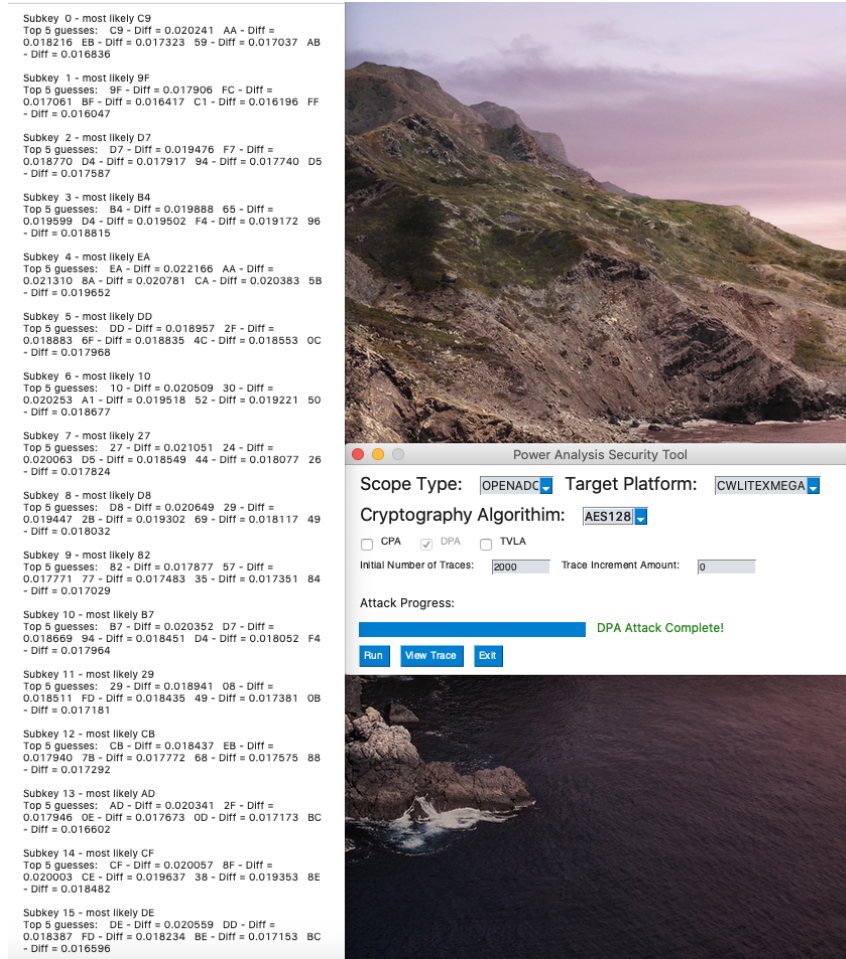 Subkey 0 - most likely C9
Top 5 guesses: C9 - Diff = 0.020241 AA - Diff =
0.018216 EB - Diff = 0.017323 59 - Diff = 0.017037 AB
- Diff = 0.016836
Subkey 1 - most likely 9F
Top 5 guesses: 9F - Diff = 0.017906 FC - Diff =
0.017061 BF - Diff = 0.016417 C1 - Diff = 0.016196 FF
- Diff = 0.016047
Subkey 2 - most likely D7
Top 5 guesses: D7 - Diff = 0.019476 F7 - Diff =
0.018770 D4 - Diff = 0.017917 94 - Diff = 0.017740 D5
- Diff = 0.017587
Subkey 3 - most likely B4
Top 5 guesses: B4 - Diff = 0.019888 65 - Diff =
0.019599 D4 - Diff = 0.019502 F4 - Diff = 0.019172 96
- Diff = 0.018815
Subkey 4 - most likely EA
Top 5 guesses: EA - Diff = 0.022166 AA - Diff =
0.021310 8A - Diff = 0.020781 CA - Diff = 0.020383 5B
- Diff = 0.019652
Subkey 5 - most likely DD
Top 5 guesses: DD - Diff = 0.018957 2F - Diff =
0.018883 6F - Diff = 0.018835 4C - Diff = 0.018553 0C
- Diff = 0.017968
Subkey 6 - most likely 10
Top 5 guesses: 10 - Diff = 0.020509 30 - Diff =
0.020253 A1 - Diff = 0.019518 52 - Diff = 0.019221 50
- Diff = 0.018677
Subkey 7 - most likely 27
Top 5 guesses: 27 - Diff = 0.021051 24 - Diff =
0.020063 D5 - Diff = 0.018549 44 - Diff = 0.018077 26
- Diff = 0.017824
Subkey 8 - most likely D8
Top 5 guesses: D8 - Diff = 0.020649 29 - Diff =
0.019447 2B - Diff = 0.019302 69 - Diff = 0.018117 49
- Diff = 0.018032
Subkey 9 - most likely 82
Top 5 guesses: 82 - Diff = 0.017877 57 - Diff =
0.017771 77 - Diff = 0.017483 35 - Diff = 0.017351 84
- Diff = 0.017029
Subkey 10 - most likely B7
Top 5 guesses: B7 - Diff = 0.020352 D7 - Diff =
0.018669 94 - Diff = 0.018451 D4 - Diff = 0.018052 F4
- Diff = 0.017964
Subkey 11 - most likely 29
Top 5 guesses: 29 - Diff = 0.018941 08 - Diff =
0.018511 FD - Diff = 0.018435 49 - Diff = 0.017381 0B
- Diff = 0.017181
Subkey 12 - most likely CB
Top 5 guesses: CB - Diff = 0.018437 EB - Diff =
0.017940 7B - Diff = 0.017772 68 - Diff = 0.017575 88
- Diff = 0.017292
Subkey 13 - most likely AD
Top 5 guesses: AD - Diff = 0.020341 2F - Diff =
0.017946 0E - Diff = 0.017673 0D - Diff = 0.017173 BC
- Diff = 0.016602
Subkey 14 - most likely CF
Top 5 guesses: CF - Diff = 0.020057 8F - Diff =
0.020003 CE - Diff = 0.019637 38 - Diff = 0.019353 8E
- Diff = 0.018482
Subkey 15 - most likely DE
Top 5 guesses: DE - Diff = 0.020559 DD - Diff =
0.018387 FD - Diff = 0.018234 BE - Diff = 0.017153 BC
- Diff = 0.016596
Power Analysis Security Tool
Scope Type: OPENADC Target Platform: CWLITEXMEGA
Cryptography Algorithim: AES128
CPA DPA TVLA
Initial Number of Traces: 2000 Trace Increment Amount: 0
Attack Progress:
DPA Attack Complete!
Run View Trace Exit